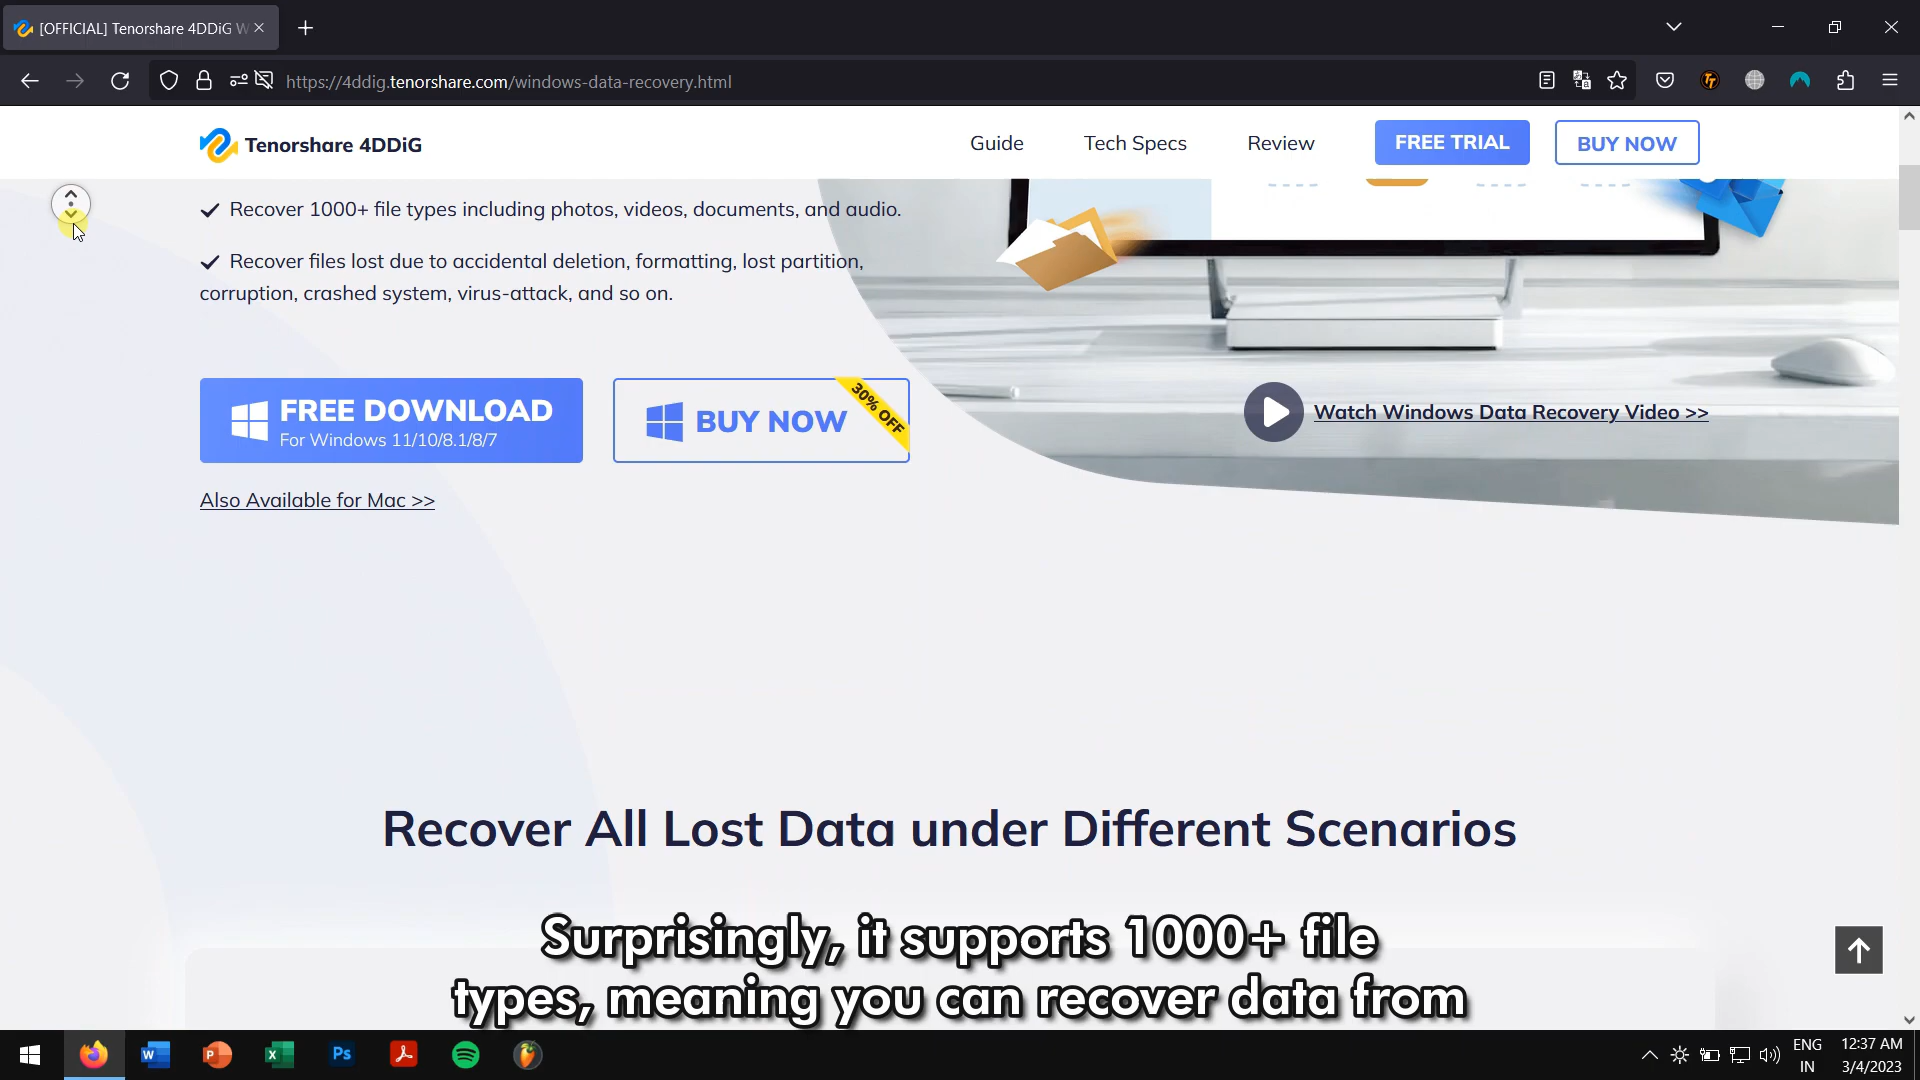 [OFFICIAL] Tenorshare 4DDiG W
https://4ddig.tenorshare.com/windows-data-recovery.html
Tenorshare 4DDiG
Guide
Tech Specs
Review
FREE TRIAL
BUY NOW
Recover 1000+ file types including photos, videos, documents, and audio.
Recover files lost due to accidental deletion, formatting, lost partition,
corruption, crashed system, virus-attack, and so on.
FREE DOWNLOAD
For Windows 11/10/8.1/8/7
BUY NOW
30% OFF
Watch Windows Data Recovery Video >>
Also Available for Mac >>
Recover All Lost Data under Different Scenarios
Surprisingly, it supports 1000+ file
types, meaning you can recover data from
ENG
IN
12:37 AM
3/4/2023